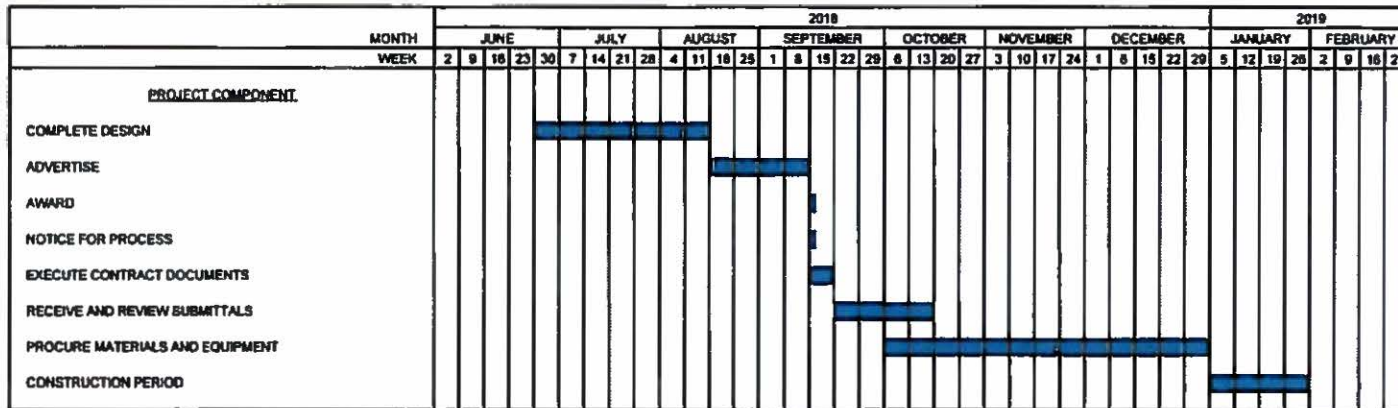 2018 2019
MONTH JUNE JULY AUGUST SEPTEMBER OCTOBER NOVEMBER DECEMBER JANUARY FEBRUARY
WEEK 2 9 16 23 30 7 14 21 28 4 11 18 25 1 8 15 22 29 6 13 20 27 3 10 17 24 1 8 15 22 29 5 12 19 26 2 9 16
PROJECT COMPONENT
COMPLETE DESIGN
ADVERTISE
AWARD
NOTICE FOR PROCESS
EXECUTE CONTRACT DOCUMENTS
RECEIVE AND REVIEW SUBMITTALS
PROCURE MATERIALS AND EQUIPMENT
CONSTRUCTION PERIOD